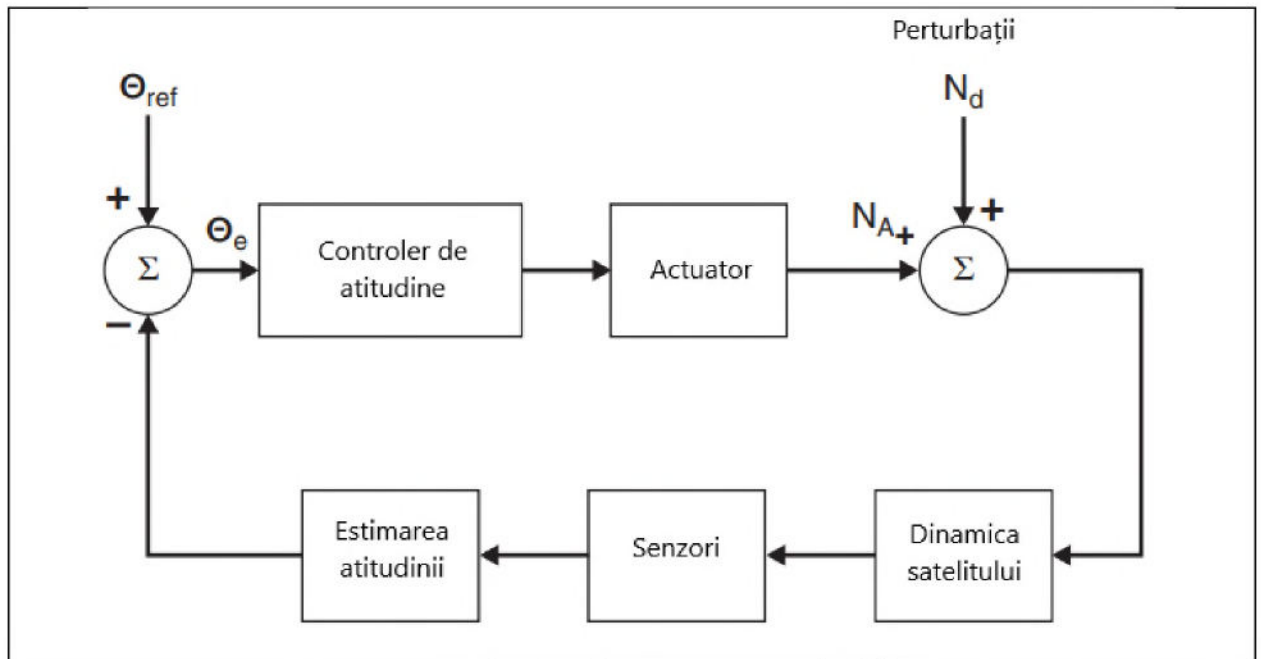 Perturbații
Θref
Nd
+
+
Θe
NA+
Σ
Controler de
atitudine
Actuator
Σ
−
Estimarea
atitudinii
Senzori
Dinamica
satelitului